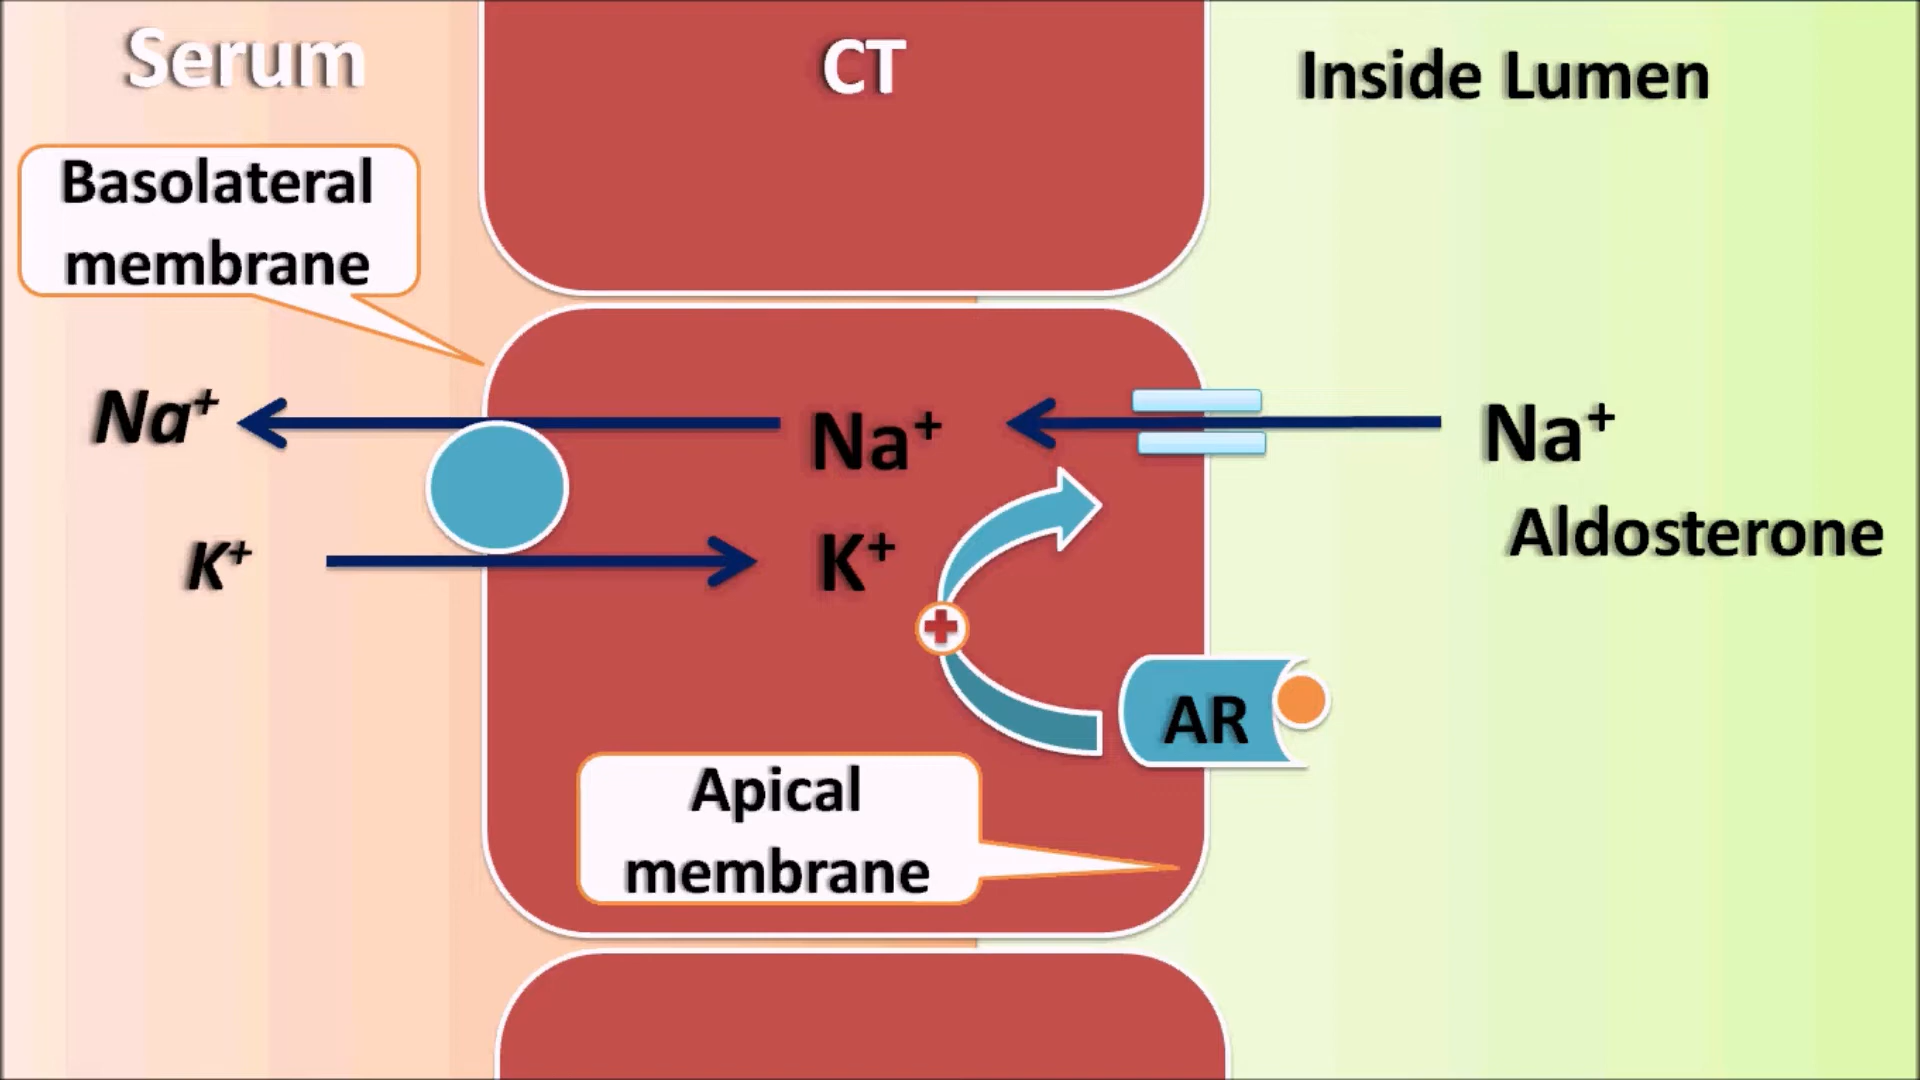 Serum
CT
Inside Lumen
Basolateral
membrane
Na⁺
Na⁺
Na⁺
Aldosterone
K⁺
K⁺
AR
Apical
membrane